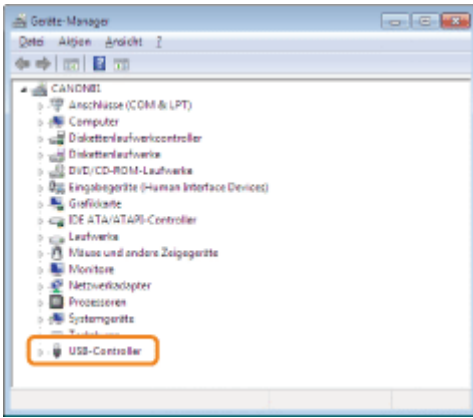 Geräte-Manager
Datei Aktion Ansicht ?
CANON01
Anschlüsse (COM & LPT)
Computer
Diskettenlaufwerkcontroller
Diskettenlaufwerke
DVD/CD-ROM-Laufwerke
Eingabegeräte (Human Interface Devices)
Grafikkarte
IDE ATA/ATAPI-Controller
Laufwerke
Mäuse und andere Zeigegeräte
Monitore
Netzwerkadapter
Prozessoren
Systemgeräte
USB-Controller